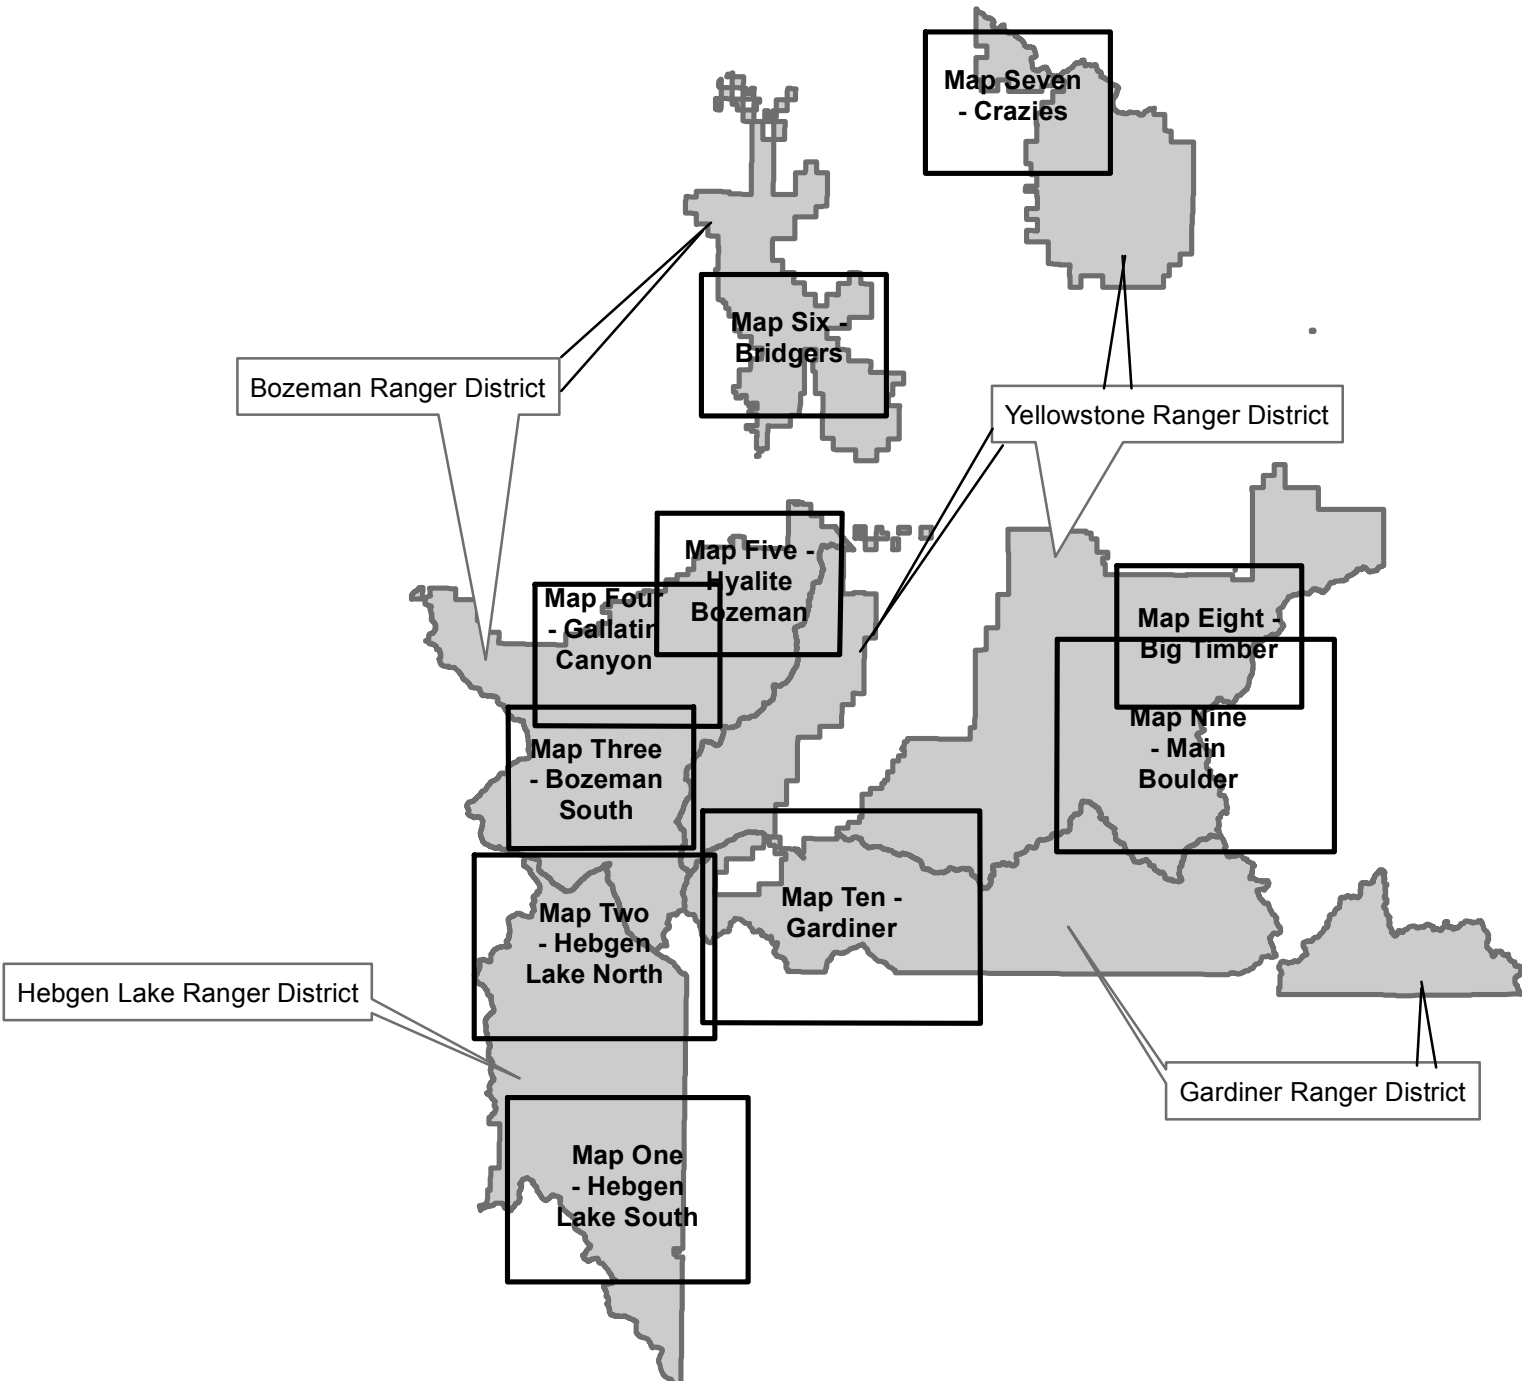 Map Seven
- Crazies
Map Six -
Bridgers
Bozeman Ranger District
Yellowstone Ranger District
Map Five -
Hyalite
Bozeman
Map Four
- Gallatin
Canyon
Map Eight -
Big Timber
Map Nine
- Main
Boulder
Map Three
- Bozeman
South
Map Ten -
Gardiner
Map Two
- Hebgen
Lake North
Hebgen Lake Ranger District
Gardiner Ranger District
Map One
- Hebgen
Lake South